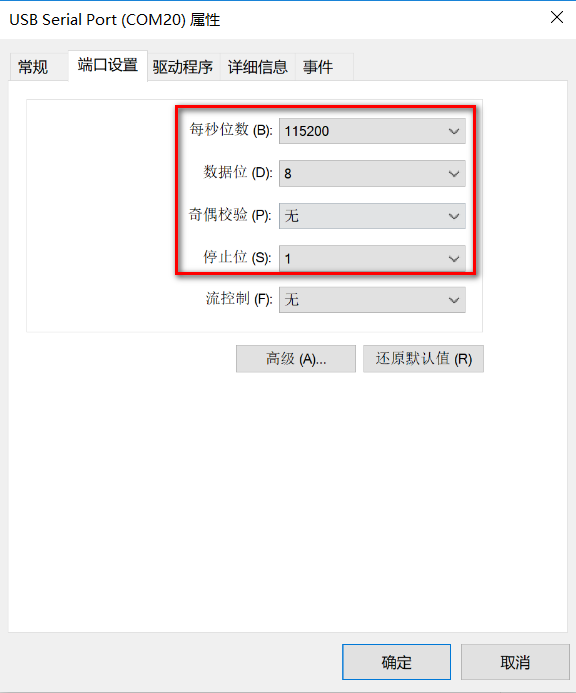 USB Serial Port (COM20) 属性
常规 端口设置 驱动程序 详细信息 事件
每秒位数 (B): 115200
数据位 (D): 8
奇偶校验 (P): 无
停止位 (S): 1
流控制 (F): 无
高级 (A)... 还原默认值 (R)
确定 取消